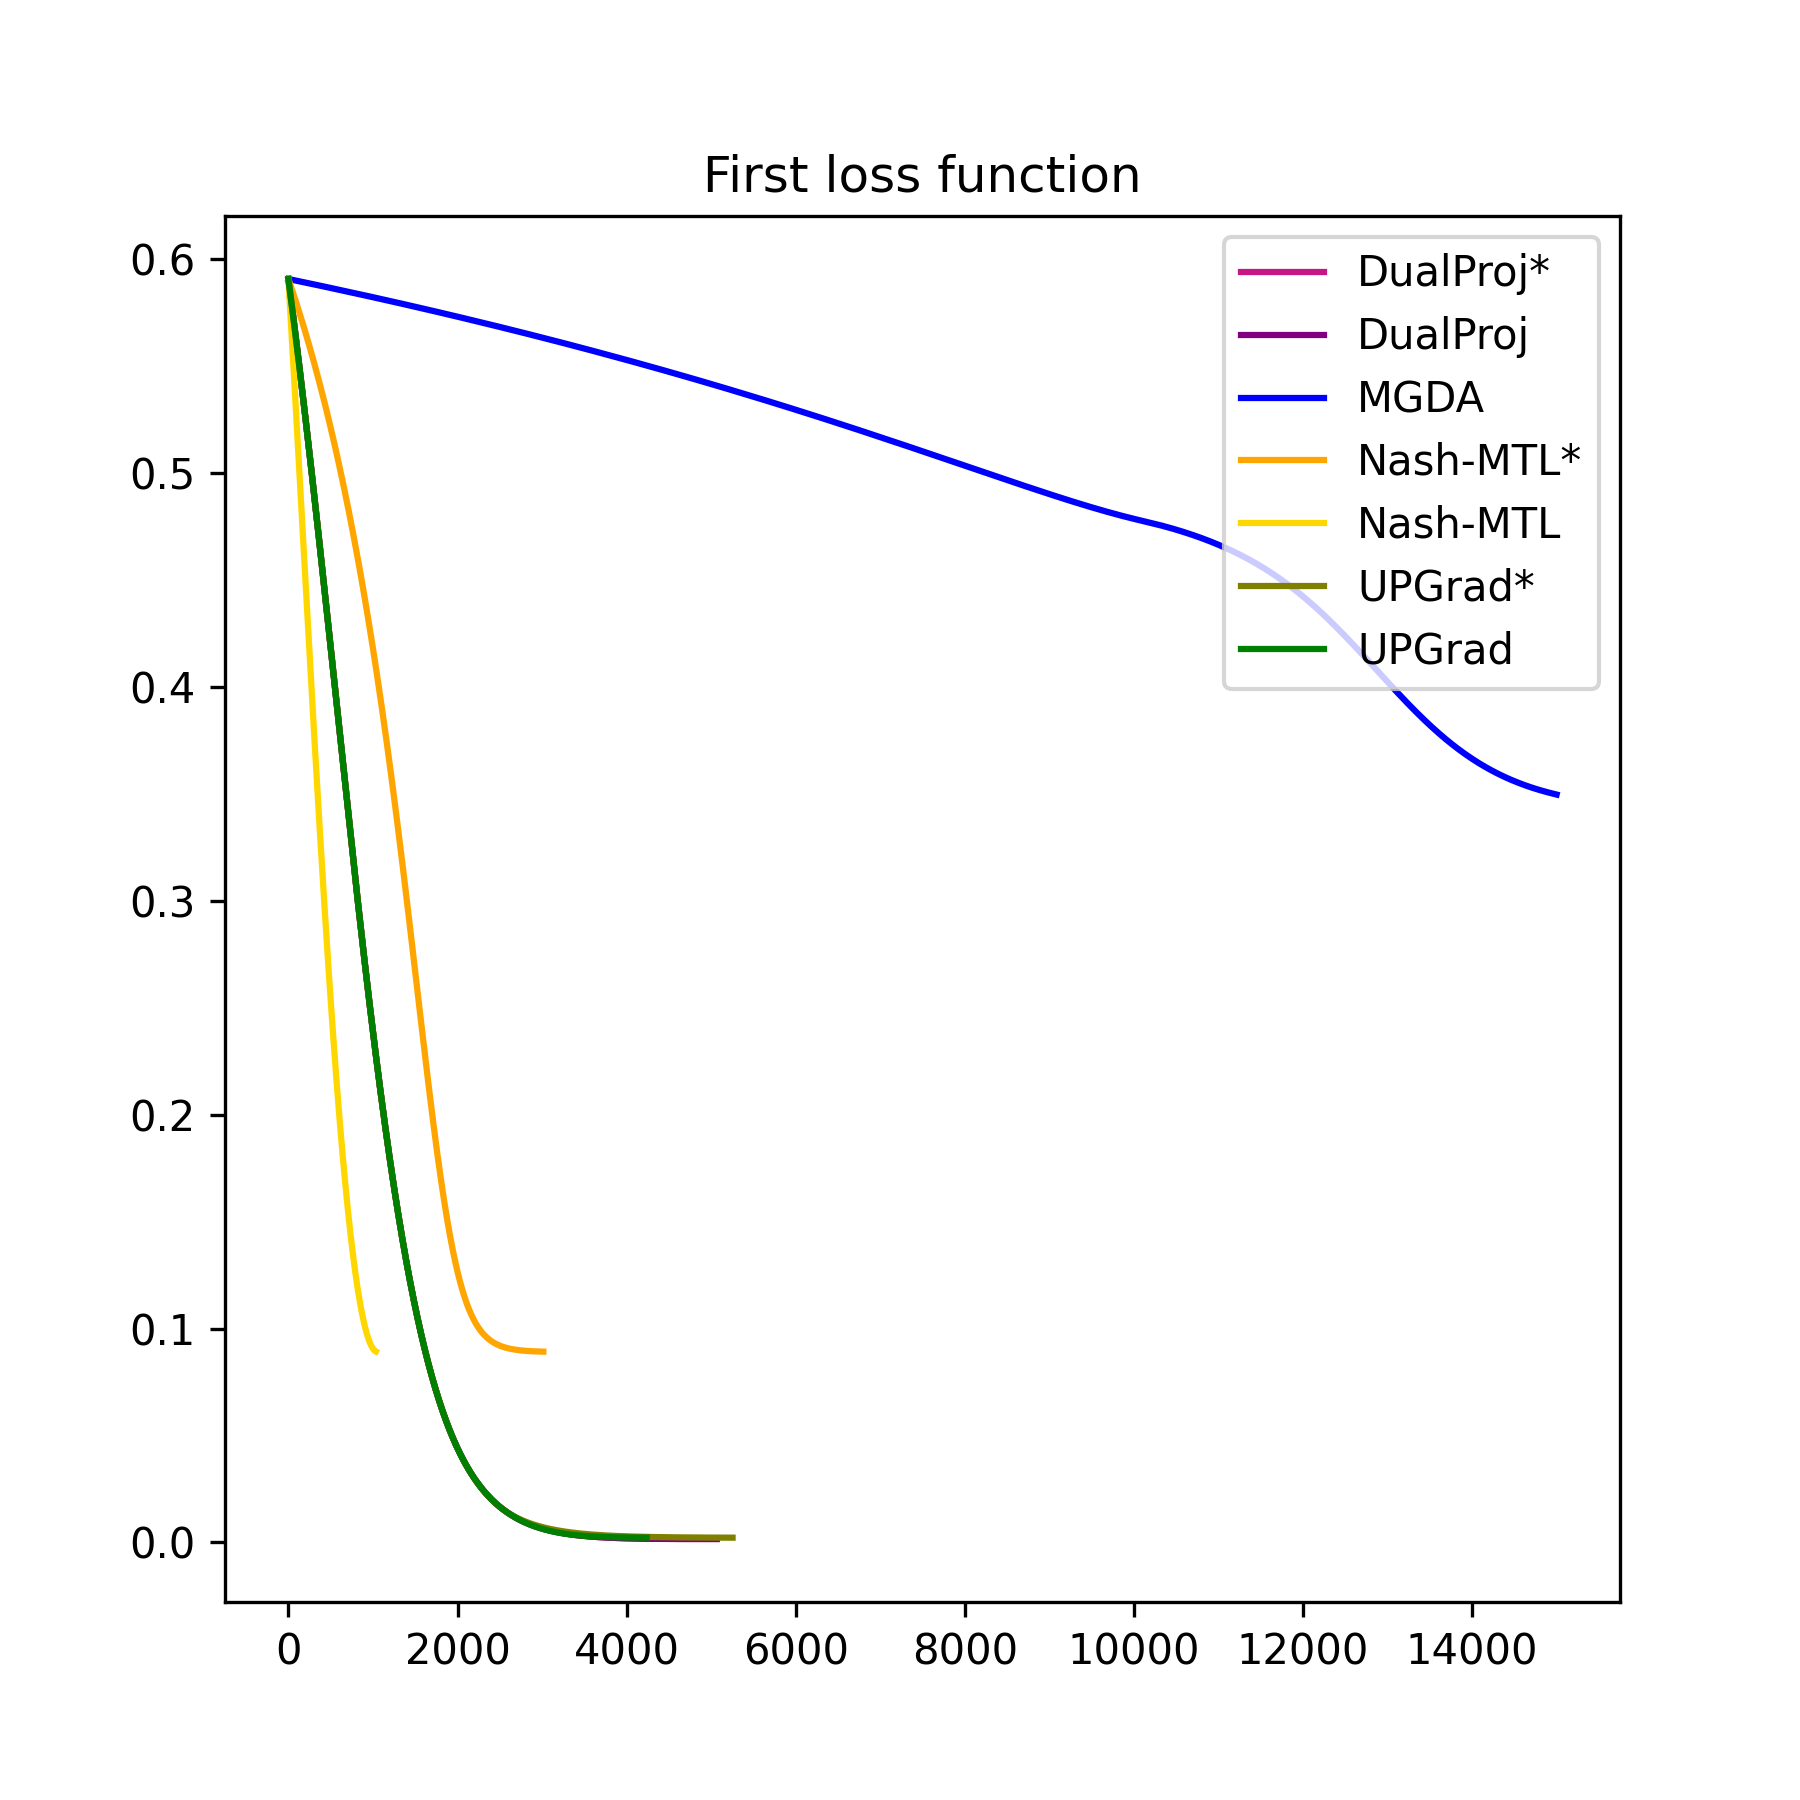 First loss function
DualProj*
DualProj
MGDA
Nash-MTL*
Nash-MTL
UPGrad*
UPGrad
0.6
0.5
0.4
0.3
0.2
0.1
0.0
0 2000 4000 6000 8000 10000 12000 14000